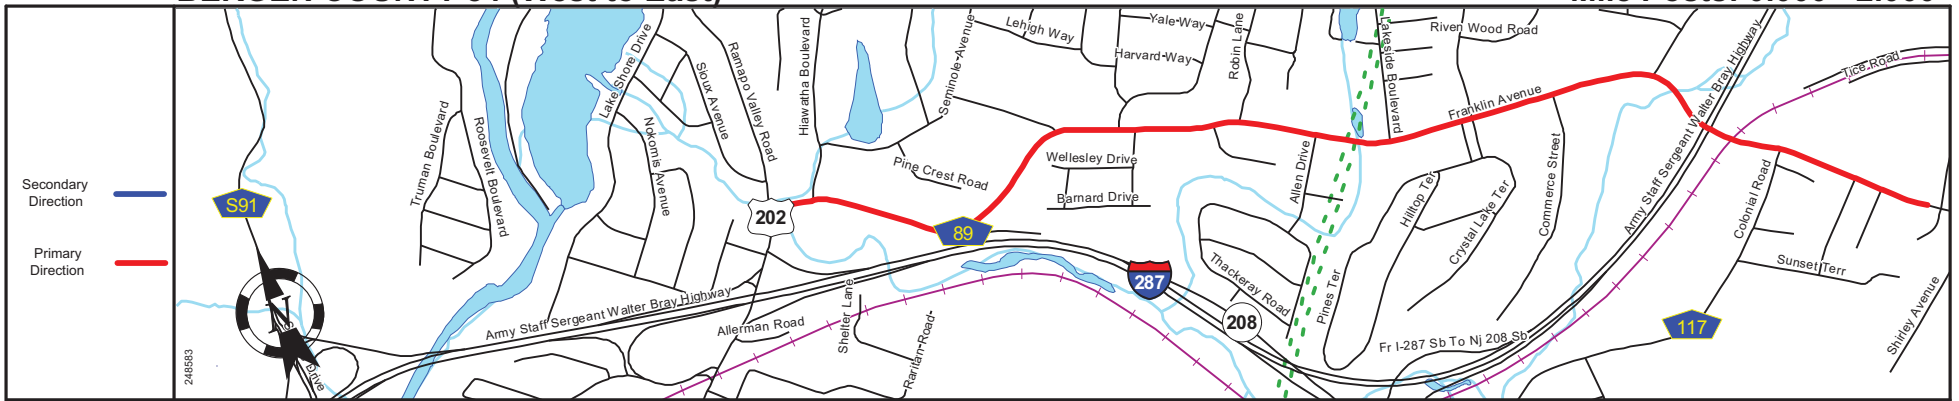 Secondary
Direction
Primary
Direction
S91
248583
Drive
N
Truman Boulevard
Roosevelt Boulevard
Lake Shore Drive
Nokomis Avenue
Sioux Avenue
Ramapo Valley Road
Hiawatha Boulevard
202
Army Staff Sergeant Walter Bray Highway
Allerman Road
Shelter Lane
Raritan Road
Seminole Avenue
Pine Crest Road
89
Lehigh Way
Yale Way
Harvard Way
Robin Lane
Wellesley Drive
Barnard Drive
287
208
Thackeray Road
Allen Drive
Pines Ter
Lakeside Boulevard
Riven Wood Road
Franklin Avenue
Hilltop Ter
Crystal Lake Ter
Commerce Street
Fr I-287 Sb To Nj 208 Sb
Army Staff Sergeant Walter Bray Highway
Tice Road
Colonial Road
Sunset Terr
117
Shirley Avenue